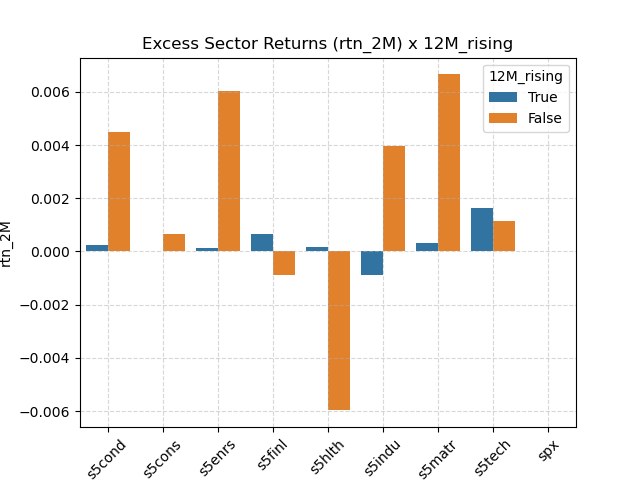 Excess Sector Returns (rtn_2M) x 12M_rising
12M_rising
True
False
0.006
0.004
0.002
0.000
−0.002
−0.004
−0.006
rtn_2M
s5cond
s5cons
s5enrs
s5finl
s5hlth
s5indu
s5matr
s5tech
spx